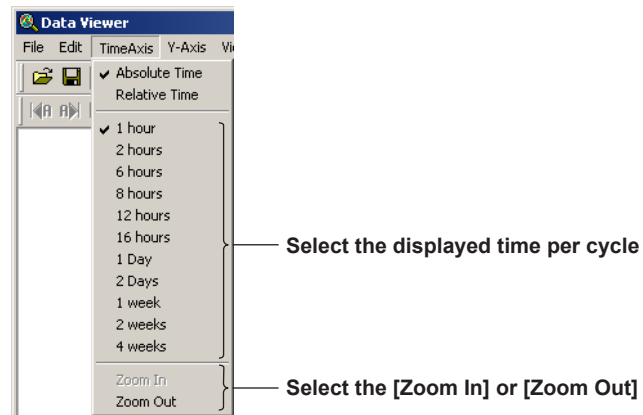 Data Viewer
File Edit TimeAxis Y-Axis
Absolute Time
Relative Time
1 hour
2 hours
6 hours
8 hours
12 hours
16 hours
1 Day
2 Days
1 week
2 weeks
4 weeks
Zoom In
Zoom Out
Select the displayed time per cycle
Select the [Zoom In] or [Zoom Out]